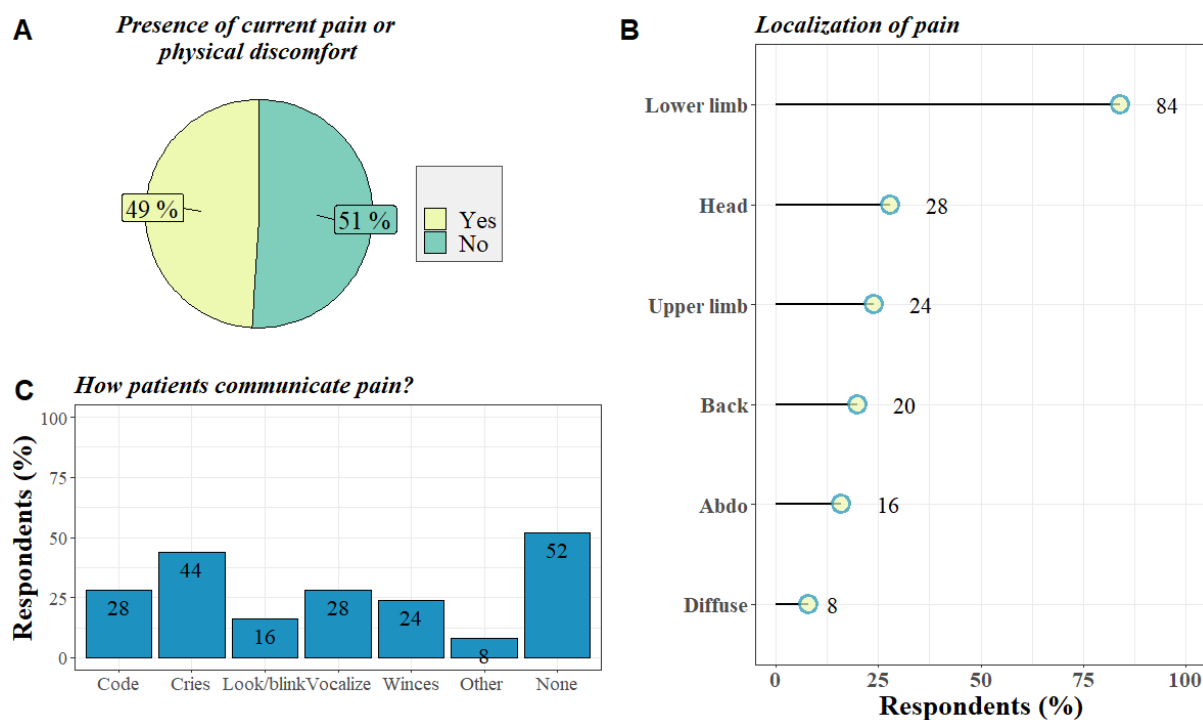 A
Presence of current pain or
physical discomfort
49 %
51 %
Yes
No
B
Localization of pain
Lower limb
84
Head
28
Upper limb
24
Back
20
Abdo
16
Diffuse
8
0 25 50 75 100
Respondents (%)
C
How patients communicate pain?
Respondents (%)
100
75
50
25
0
28 44 16 28 24 8 52
Code Cries Look/blink Vocalize Winces Other None